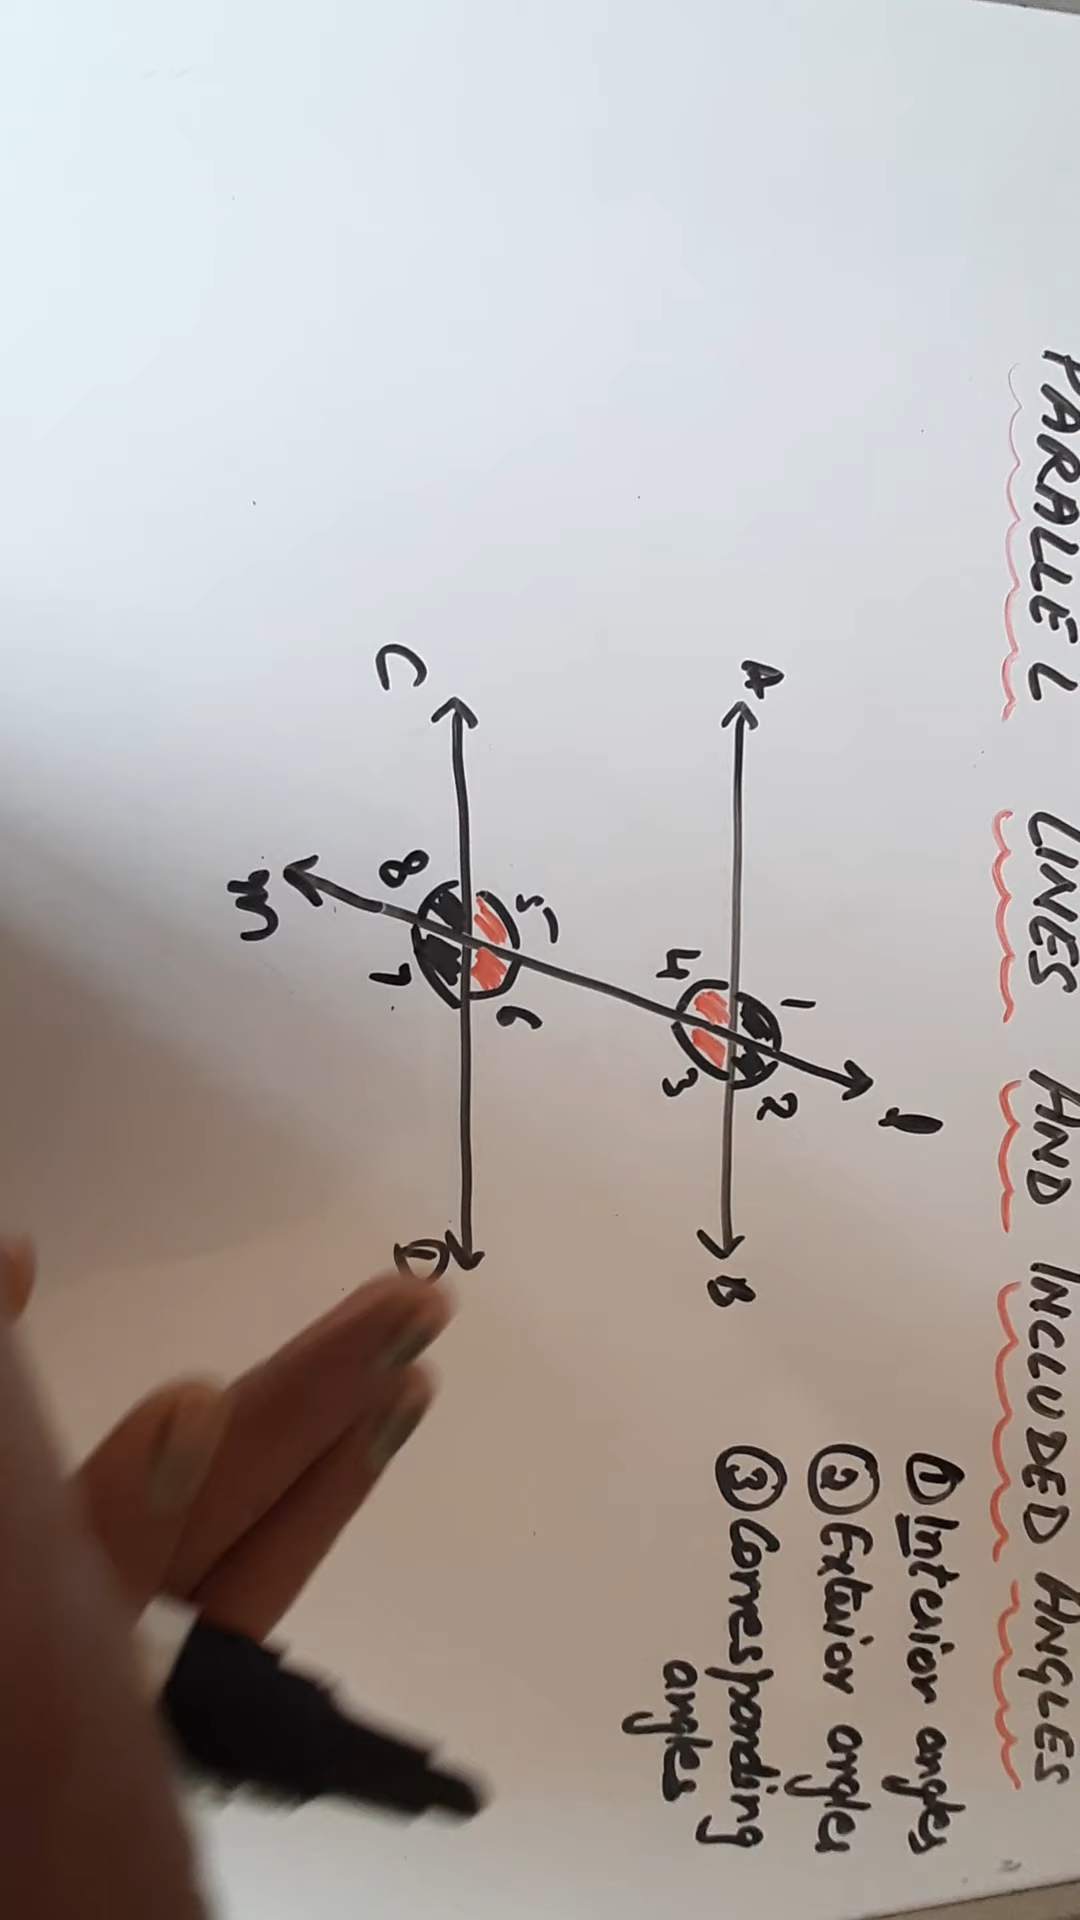 PARALLEL LINES AND INCLUDED ANGLES
① Interior angles
② Exterior angles
③ Corresponding
angles
l
A
B
1
2
4
3
5
6
8
7
C
D
m